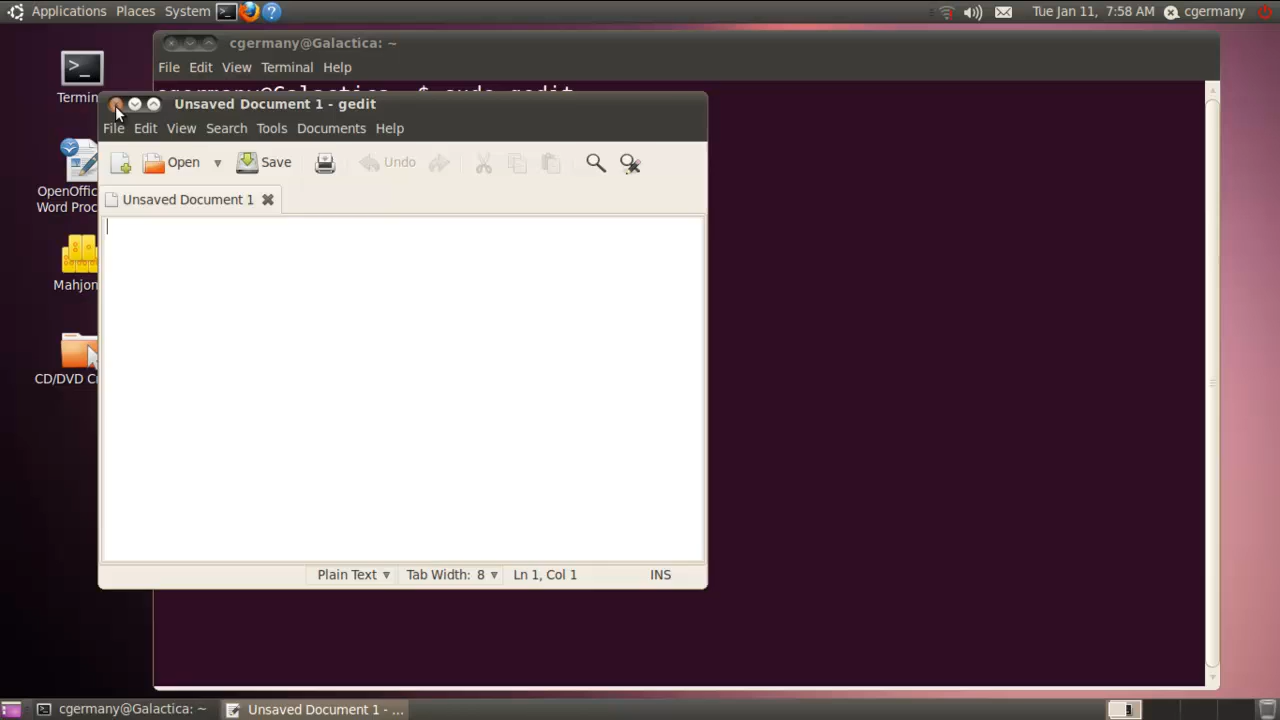 Applications Places System
Tue Jan 11, 7:58 AM cgermany
cgermany@Galactica: ~
File Edit View Terminal Help
sudo gedit
Unsaved Document 1 - gedit
File Edit View Search Tools Documents Help
Open Save Undo
Unsaved Document 1
Plain Text Tab Width: 8 Ln 1, Col 1 INS
Termin
OpenOffic
Word Proc
Mahjon
CD/DVD C
cgermany@Galactica: ~ Unsaved Document 1 - ...